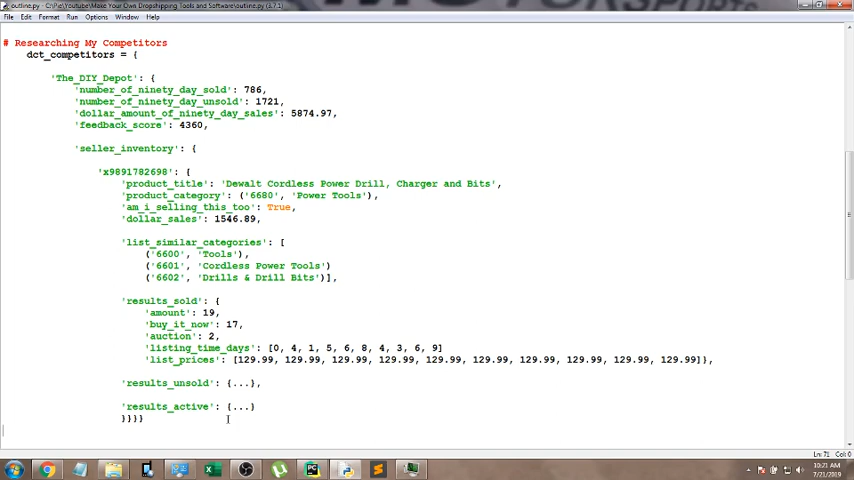 outline.py - C:\Pie\Youtube\Make Your Own Dropshipping Tools and Software\outline.py (3.7.1)
File Edit Format Run Options Window Help
# Researching My Competitors
dct_competitors = {
'The_DIY_Depot': {
'number_of_ninety_day_sold': 786,
'number_of_ninety_day_unsold': 1721,
'dollar_amount_of_ninety_day_sales': 5874.97,
'feedback_score': 4360,
'seller_inventory': {
'x9891782698': {
'product_title': 'Dewalt Cordless Power Drill, Charger and Bits',
'product_category': ('6680', 'Power Tools'),
'am_i_selling_this_too': True,
'dollar_sales': 1546.89,
'list_similar_categories': [
('6600', 'Tools'),
('6601', 'Cordless Power Tools')
('6602', 'Drills & Drill Bits')],
'results_sold': {
'amount': 19,
'buy_it_now': 17,
'auction': 2,
'listing_time_days': [0, 4, 1, 5, 6, 8, 4, 3, 6, 9]
'list_prices': [129.99, 129.99, 129.99, 129.99, 129.99, 129.99, 129.99, 129.99, 129.99, 129.99]},
'results_unsold': {...},
'results_active': {...}
}}}}
Ln: 71 Col: 0
10:21 AM
7/21/2019